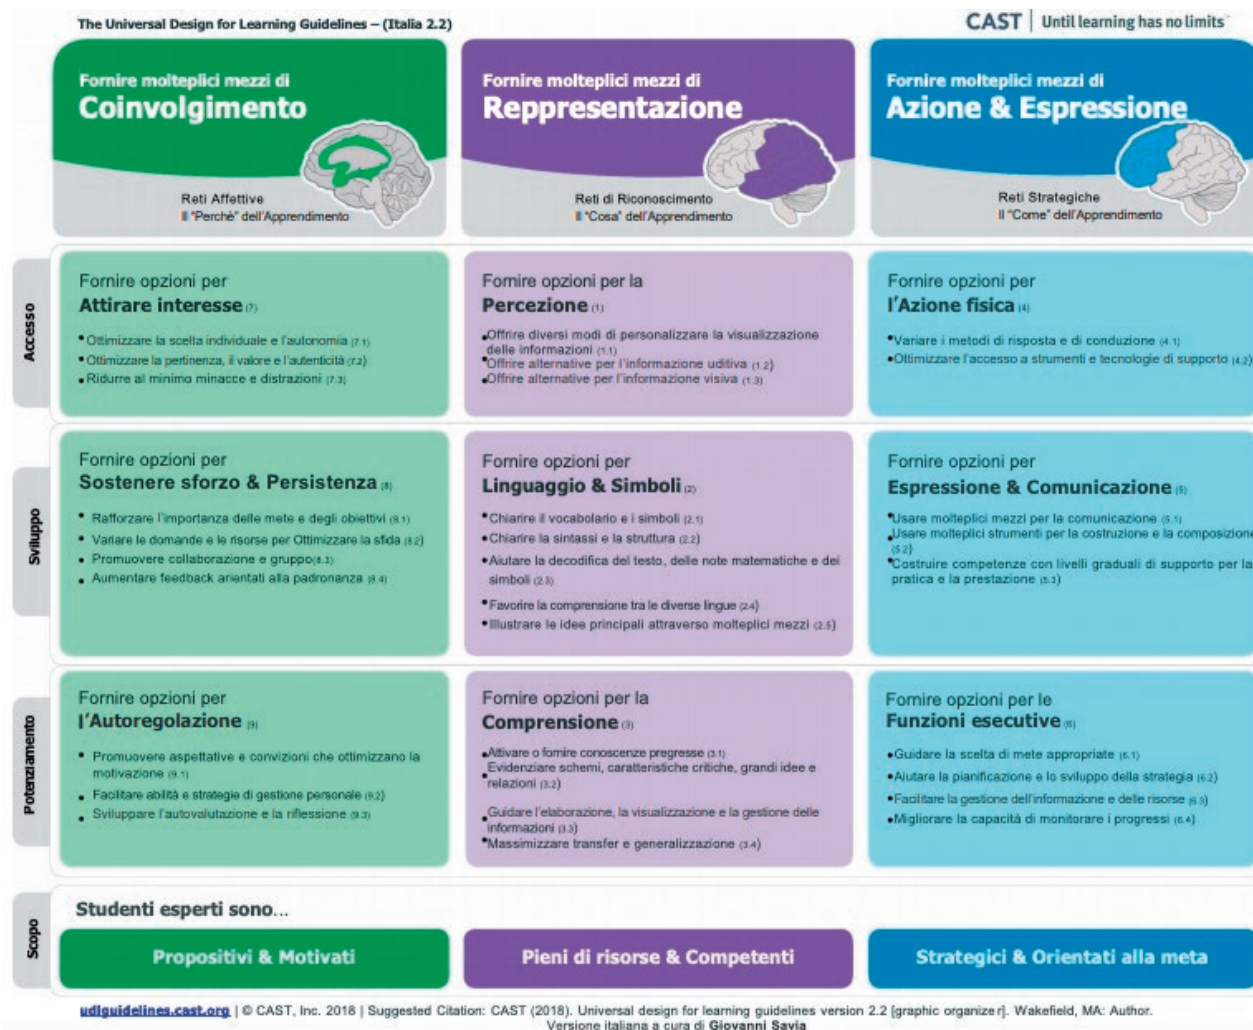 The Universal Design for Learning Guidelines – (Italia 2.2)
CAST | Until learning has no limits
Fornire molteplici mezzi di
Coinvolgimento
Reti Affettive
Il "Perchè" dell'Apprendimento
Fornire molteplici mezzi di
Reppresentazione
Reti di Riconoscimento
Il "Cosa" dell'Apprendimento
Fornire molteplici mezzi di
Azione & Espressione
Reti Strategiche
Il "Come" dell'Apprendimento
Accesso
Fornire opzioni per
Attirare interesse (7)
• Ottimizzare la scelta individuale e l'autonomia (7.1)
• Ottimizzare la pertinenza, il valore e l'autenticità (7.2)
• Ridurre al minimo minacce e distrazioni (7.3)
Fornire opzioni per la
Percezione (1)
• Offrire diversi modi di personalizzare la visualizzazione
delle informazioni (1.1)
• Offrire alternative per l'informazione uditiva (1.2)
• Offrire alternative per l'informazione visiva (1.3)
Fornire opzioni per
l'Azione fisica (4)
• Variare i metodi di risposta e di conduzione (4.1)
• Ottimizzare l'accesso a strumenti e tecnologie di supporto (4.2)
Sviluppo
Fornire opzioni per
Sostenere sforzo & Persistenza (8)
• Rafforzare l'importanza delle mete e degli obiettivi (8.1)
• Variare le domande e le risorse per Ottimizzare la sfida (8.2)
• Promuovere collaborazione e gruppo(8.3)
• Aumentare feedback arientati alla padronanza (8.4)
Fornire opzioni per
Linguaggio & Simboli (2)
• Chiarire il vocabolario e i simboli (2.1)
• Chiarire la sintassi e la struttura (2.2)
• Aiutare la decodifica del testo, delle note matematiche e dei
simboli (2.3)
• Favorire la comprensione tra le diverse lingue (2.4)
• Illustrare le idee principali attraverso molteplici mezzi (2.5)
Fornire opzioni per
Espressione & Comunicazione (5)
• Usare molteplici mezzi per la comunicazione (5.1)
• Usare molteplici strumenti per la costruzione e la composizione
(5.2)
• Costruire competenze con livelli graduali di supporto per la
pratica e la prestazione (5.3)
Potenziamento
Fornire opzioni per
l'Autoregolazione (9)
• Promuovere aspettative e convizioni che ottimizzano la
motivazione (9.1)
• Facilitare abilità e strategie di gestione personale (9.2)
• Sviluppare l'autovalutazione e la riflessione (9.3)
Fornire opzioni per la
Comprensione (3)
• Attivare o fornire conoscenze pregresse (3.1)
• Evidenziare schemi, caratteristiche critiche, grandi idee e
relazioni (3.2)
• Guidare l'elaborazione, la visualizzazione e la gestione delle
informazioni (3.3)
• Massimizzare transfer e generalizzazione (3.4)
Fornire opzioni per le
Funzioni esecutive (6)
• Guidare la scelta di mete appropriate (6.1)
• Aiutare la pianificazione e lo sviluppo della strategia (6.2)
• Facilitare la gestione dell'informazione e delle risorse (6.3)
• Migliorare la capacità di monitorare i progressi (6.4)
Scopo
Studenti esperti sono...
Propositivi & Motivati
Pieni di risorse & Competenti
Strategici & Orientati alla meta
udlguidelines.cast.org | © CAST, Inc. 2018 | Suggested Citation: CAST (2018). Universal design for learning guidelines version 2.2 [graphic organizer]. Wakefield, MA: Author.
Versione italiana a cura di Giovanni Savia